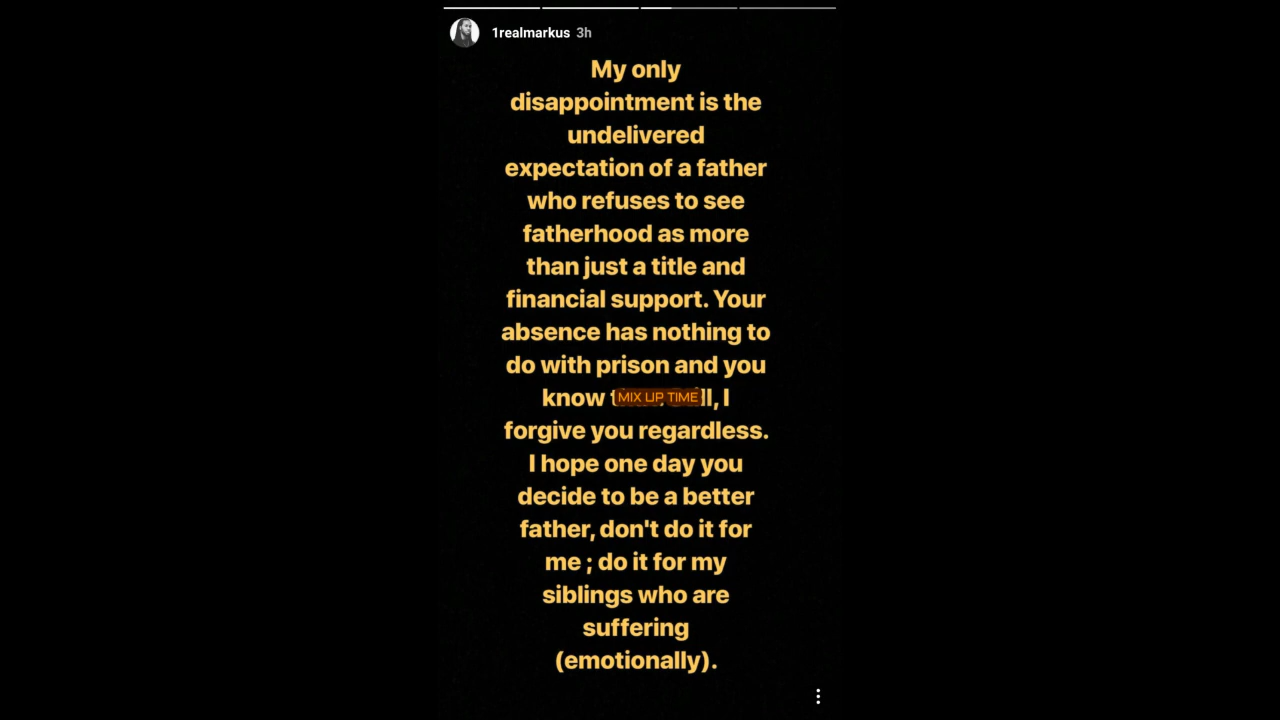 1realmarkus 3h
My only
disappointment is the
undelivered
expectation of a father
who refuses to see
fatherhood as more
than just a title and
financial support. Your
absence has nothing to
do with prison and you
know MIX UP TIME, I
forgive you regardless.
I hope one day you
decide to be a better
father, don't do it for
me ; do it for my
siblings who are
suffering
(emotionally).